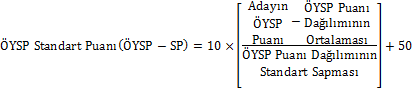 ÖYSP Standart Puanı(ÖYSP − SP) = 10 × [ Adayın ÖYSP Puanı
ÖYSP − Dağılımının
Puanı Ortalaması
ÖYSP Puanı Dağılımının
Standart Sapması ] + 50